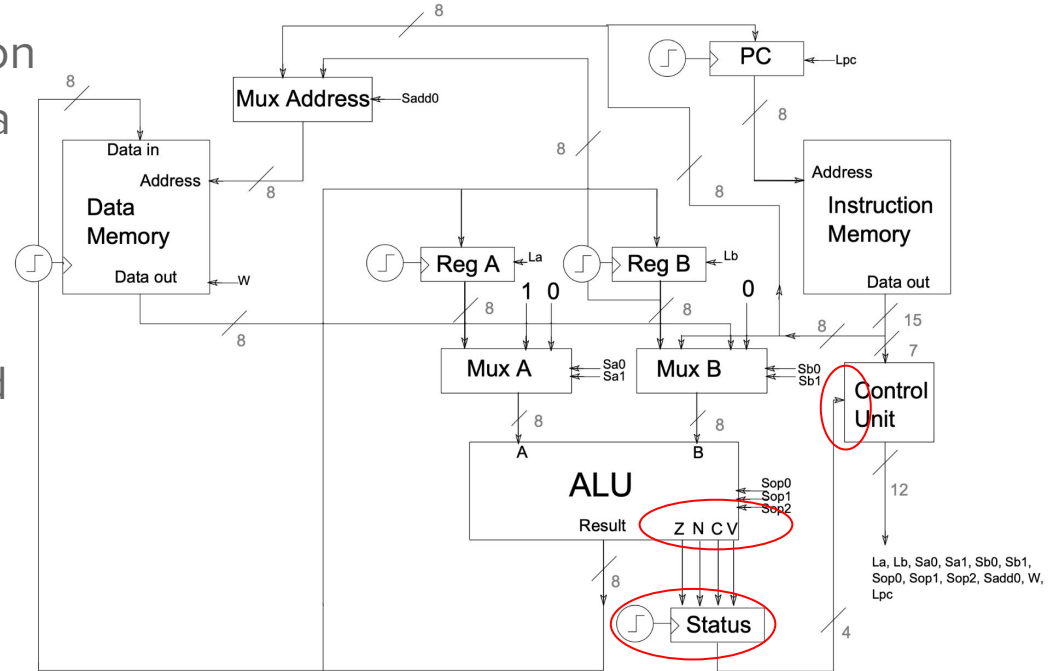 on
a
d
8
PC
Lpc
8
Mux Address
Sadd0
8
Data in
Address
Data
Memory
Data out
W
8
8
8
8
Address
Instruction
Memory
Data out
Reg A
La
Reg B
Lb
1 0
0
8
8
8
8
15
7
Mux A
Sa0
Sa1
Mux B
Sb0
Sb1
Control
Unit
8
8
12
A
B
ALU
Sop0
Sop1
Sop2
Result
Z N C V
8
Status
4
La, Lb, Sa0, Sa1, Sb0, Sb1,
Sop0, Sop1, Sop2, Sadd0, W,
Lpc